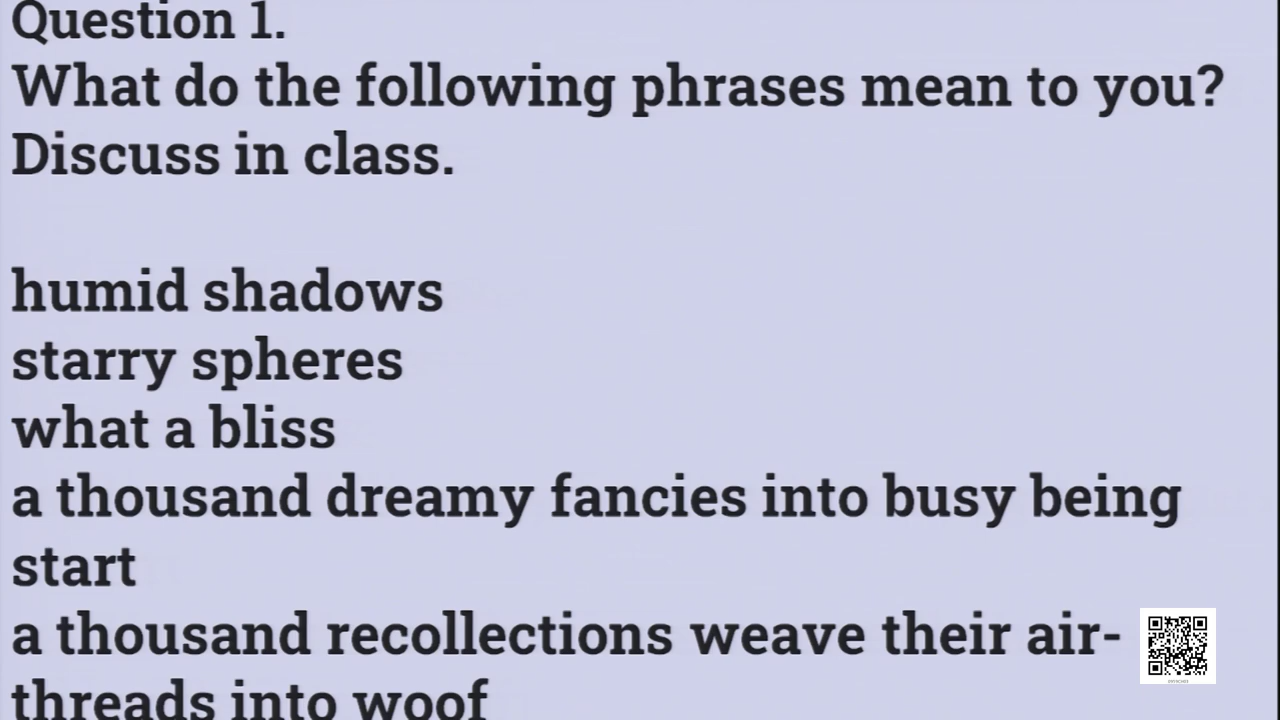 Question 1.
What do the following phrases mean to you?
Discuss in class.
humid shadows
starry spheres
what a bliss
a thousand dreamy fancies into busy being
start
a thousand recollections weave their air-
threads into woof